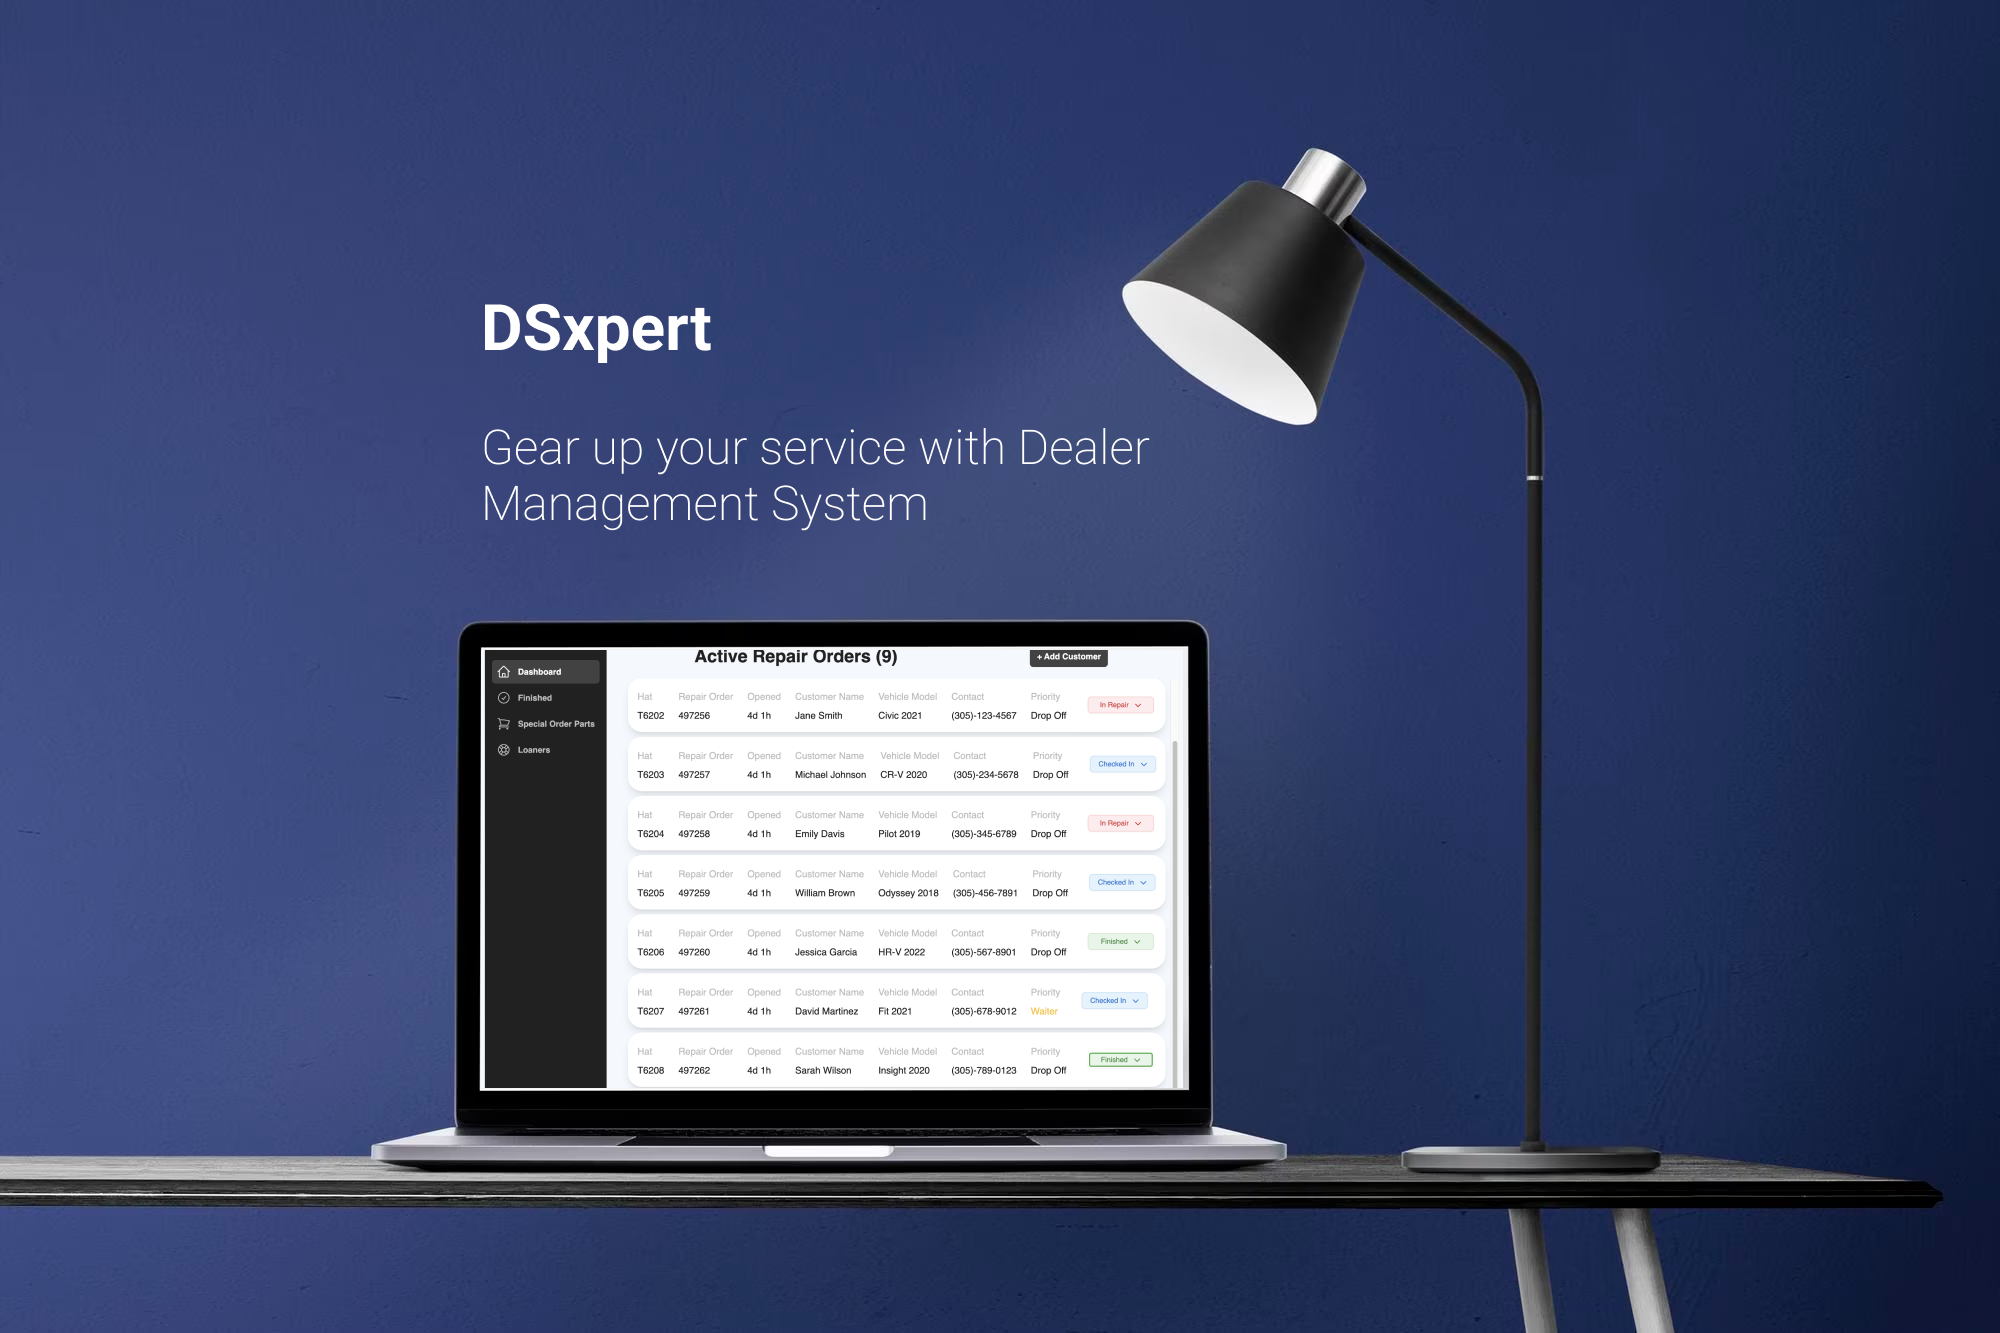 DSxpert
Gear up your service with Dealer
Management System
Dashboard
Finished
Special Order Parts
Loaners
Active Repair Orders (9)
+ Add Customer
Hat Repair Order Opened Customer Name Vehicle Model Contact Priority
T6202 497256 4d 1h Jane Smith Civic 2021 (305)-123-4567 Drop Off
In Repair
Hat Repair Order Opened Customer Name Vehicle Model Contact Priority
T6203 497257 4d 1h Michael Johnson CR-V 2020 (305)-234-5678 Drop Off
Checked In
Hat Repair Order Opened Customer Name Vehicle Model Contact Priority
T6204 497258 4d 1h Emily Davis Pilot 2019 (305)-345-6789 Drop Off
In Repair
Hat Repair Order Opened Customer Name Vehicle Model Contact Priority
T6205 497259 4d 1h William Brown Odyssey 2018 (305)-456-7891 Drop Off
Checked In
Hat Repair Order Opened Customer Name Vehicle Model Contact Priority
T6206 497260 4d 1h Jessica Garcia HR-V 2022 (305)-567-8901 Drop Off
Finished
Hat Repair Order Opened Customer Name Vehicle Model Contact Priority
T6207 497261 4d 1h David Martinez Fit 2021 (305)-678-9012 Waiter
Checked In
Hat Repair Order Opened Customer Name Vehicle Model Contact Priority
T6208 497262 4d 1h Sarah Wilson Insight 2020 (305)-789-0123 Drop Off
Finished